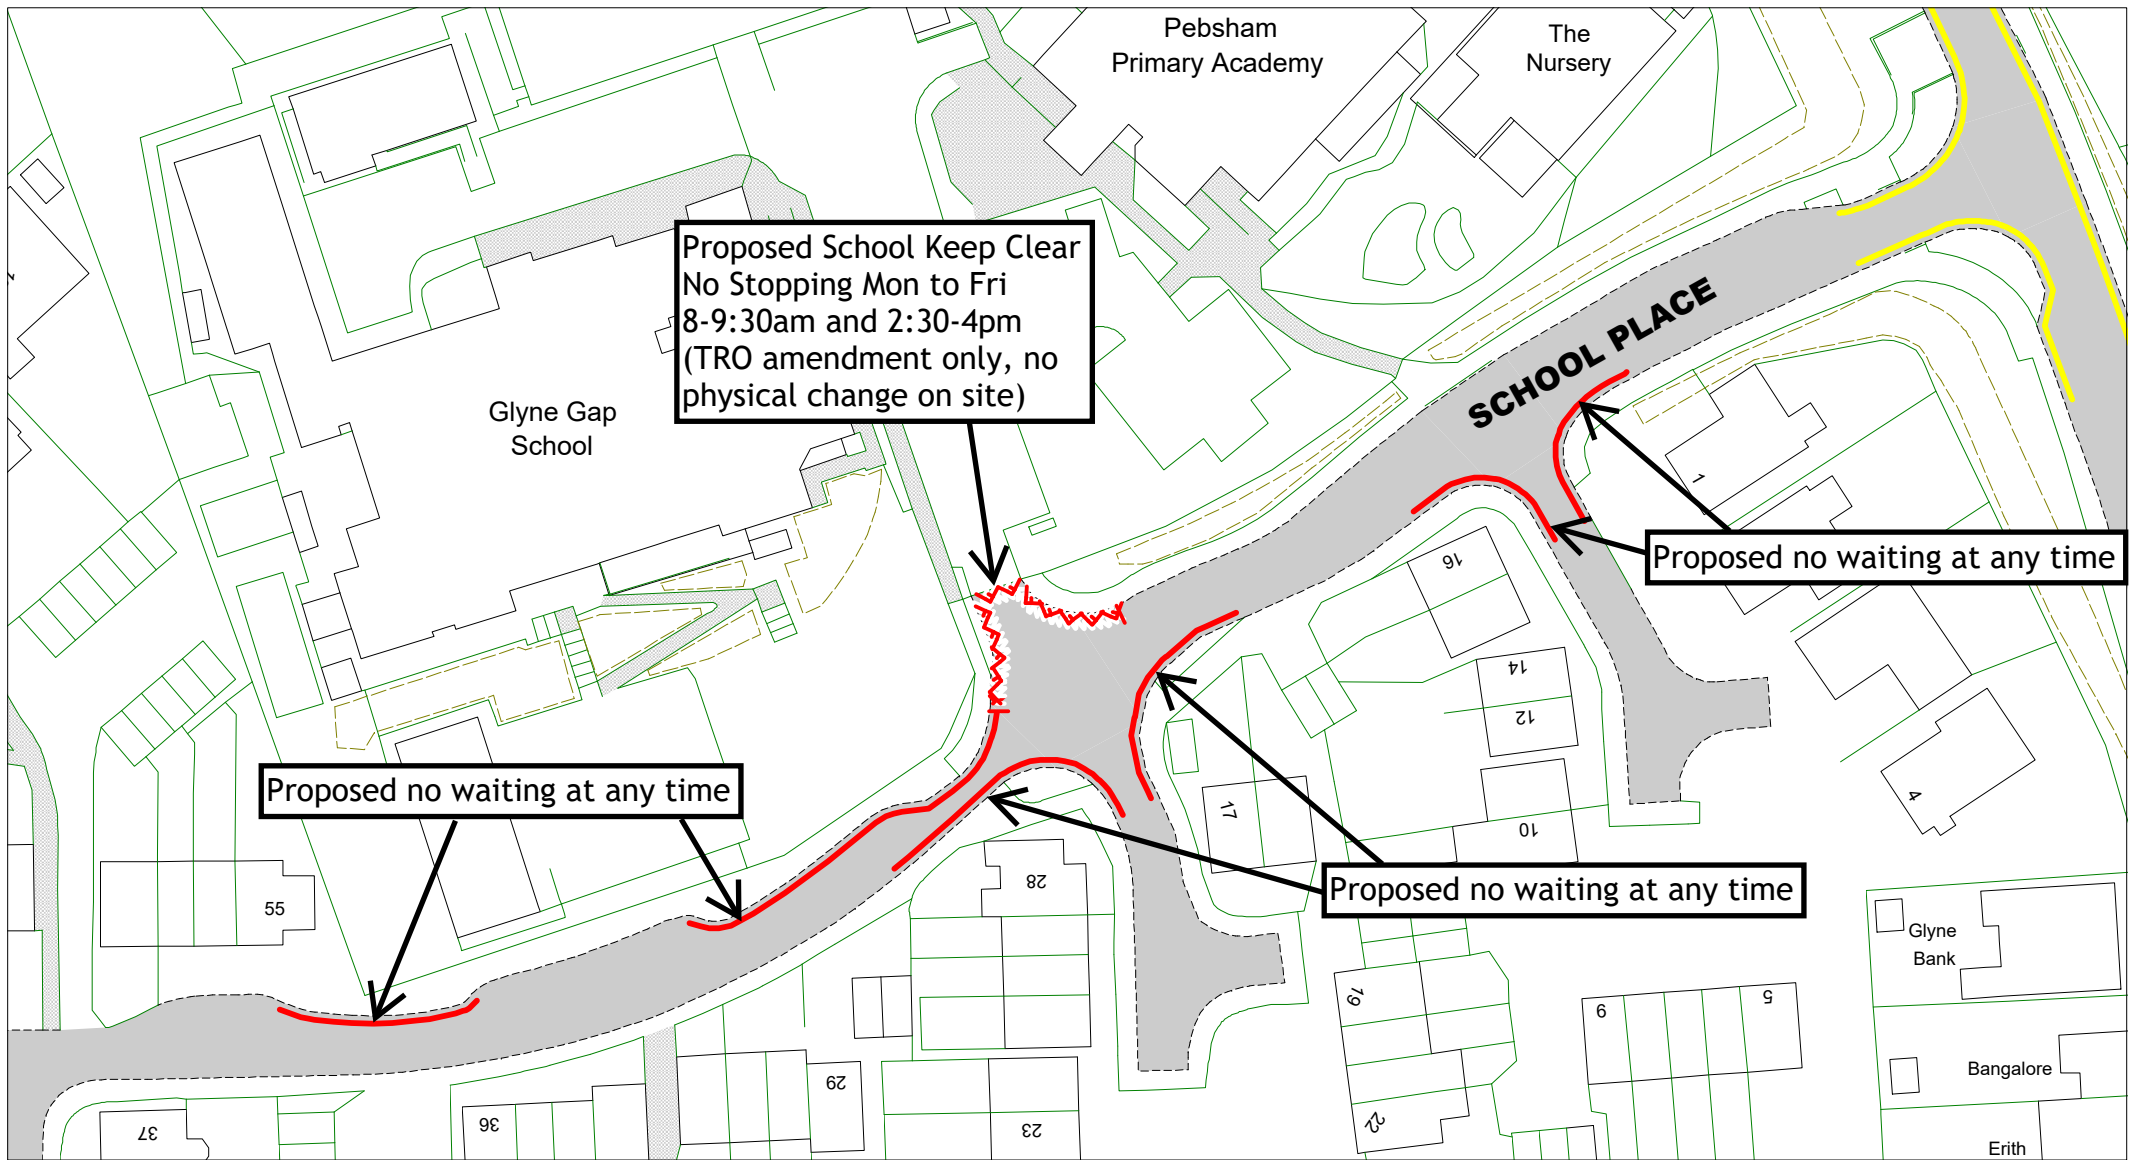 Pebsham
Primary Academy
The
Nursery
Proposed School Keep Clear
No Stopping Mon to Fri
8-9:30am and 2:30-4pm
(TRO amendment only, no
physical change on site)
SCHOOL PLACE
Glyne Gap
School
1
Proposed no waiting at any time
16
14
12
10
4
17
Proposed no waiting at any time
28
Proposed no waiting at any time
55
Glyne
Bank
19
9
5
Bangalore
29
36
37
23
22
Erith